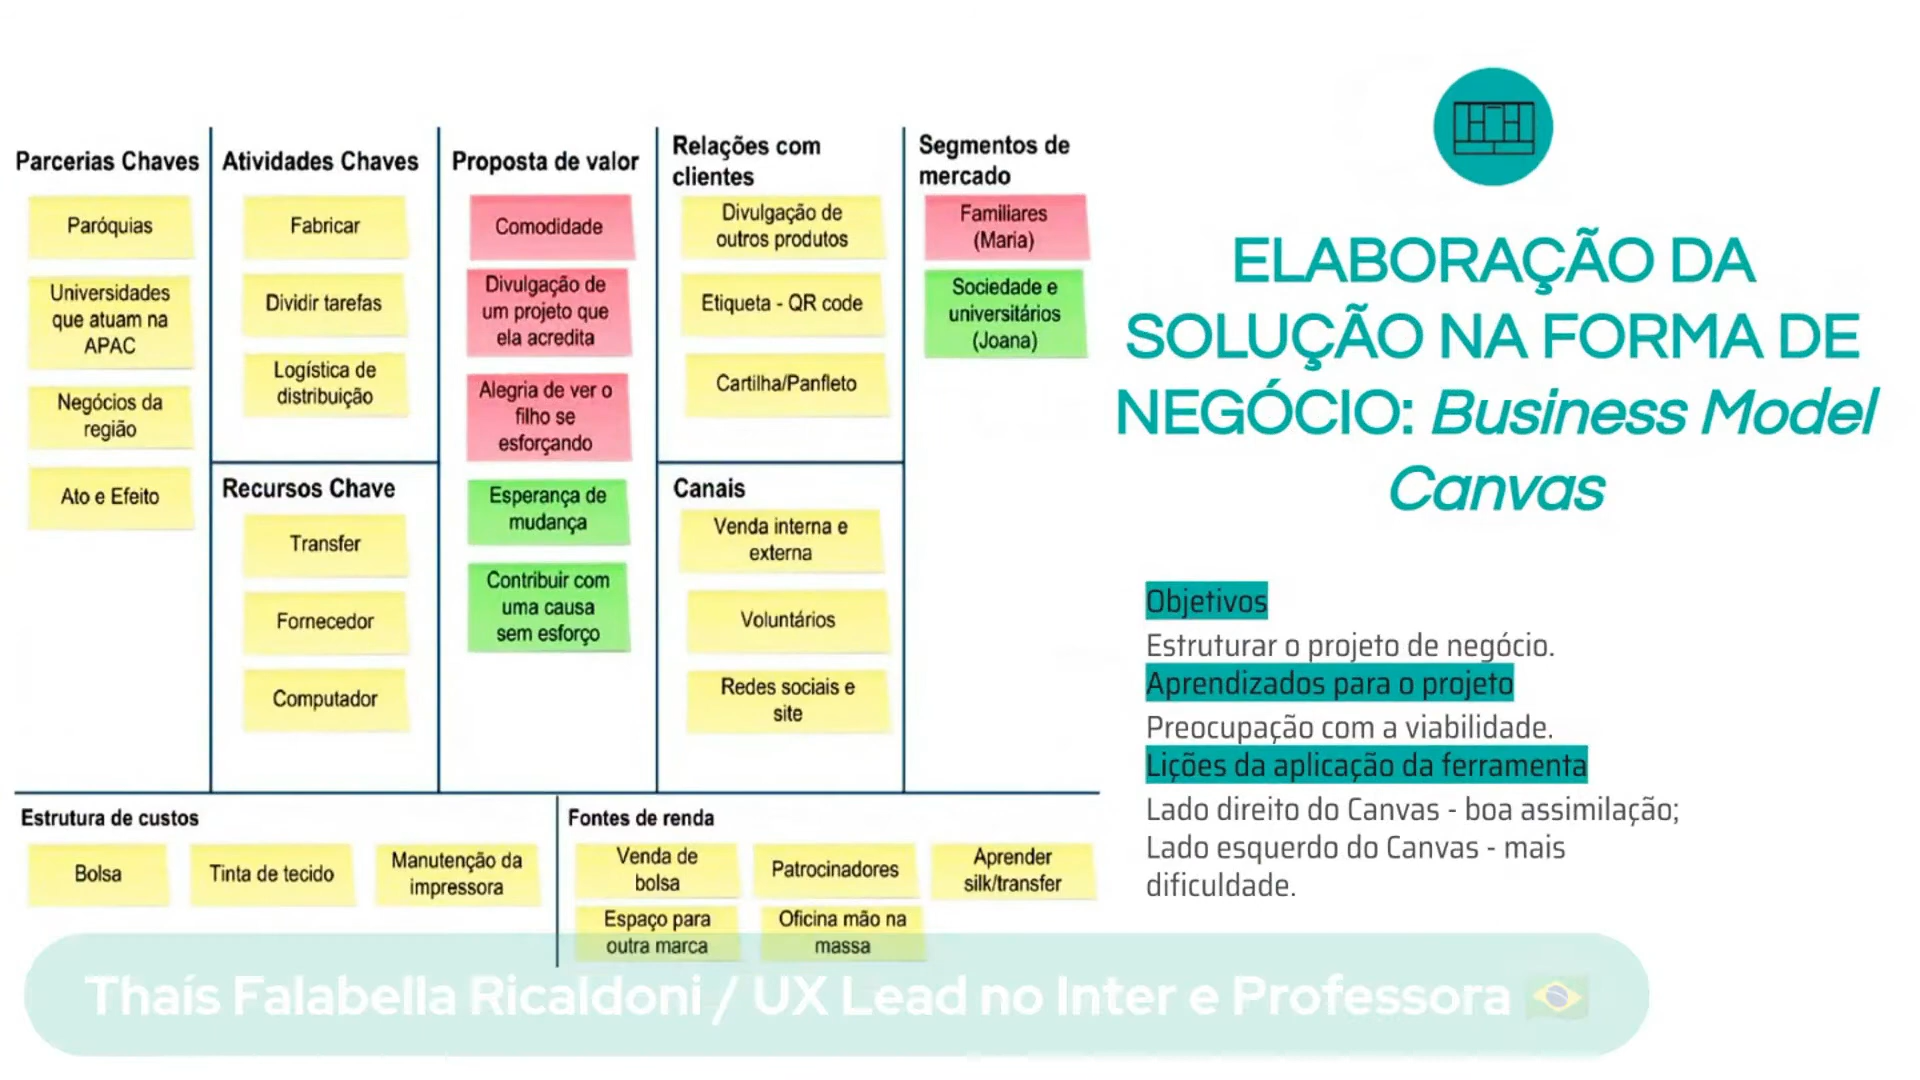 Parcerias Chaves
Paróquias
Universidades
que atuam na
APAC
Negócios da
região
Ato e Efeito
Atividades Chaves
Fabricar
Dividir tarefas
Logística de
distribuição
Recursos Chave
Transfer
Fornecedor
Computador
Proposta de valor
Comodidade
Divulgação de
um projeto que
ela acredita
Alegria de ver o
filho se
esforçando
Esperança de
mudança
Contribuir com
uma causa
sem esforço
Relações com
clientes
Divulgação de
outros produtos
Etiqueta - QR code
Cartilha/Panfleto
Canais
Venda interna e
externa
Voluntários
Redes sociais e
site
Segmentos de
mercado
Familiares
(Maria)
Sociedade e
universitários
(Joana)
Estrutura de custos
Bolsa
Tinta de tecido
Manutenção da
impressora
Fontes de renda
Venda de
bolsa
Patrocinadores
Aprender
silk/transfer
Espaço para
outra marca
Oficina mão na
massa
ELABORAÇÃO DA
SOLUÇÃO NA FORMA DE
NEGÓCIO: Business Model
Canvas
Objetivos
Estruturar o projeto de negócio.
Aprendizados para o projeto
Preocupação com a viabilidade.
Lições da aplicação da ferramenta
Lado direito do Canvas - boa assimilação;
Lado esquerdo do Canvas - mais
dificuldade.
Thaís Falabella Ricaldoni / UX Lead no Inter e Professora